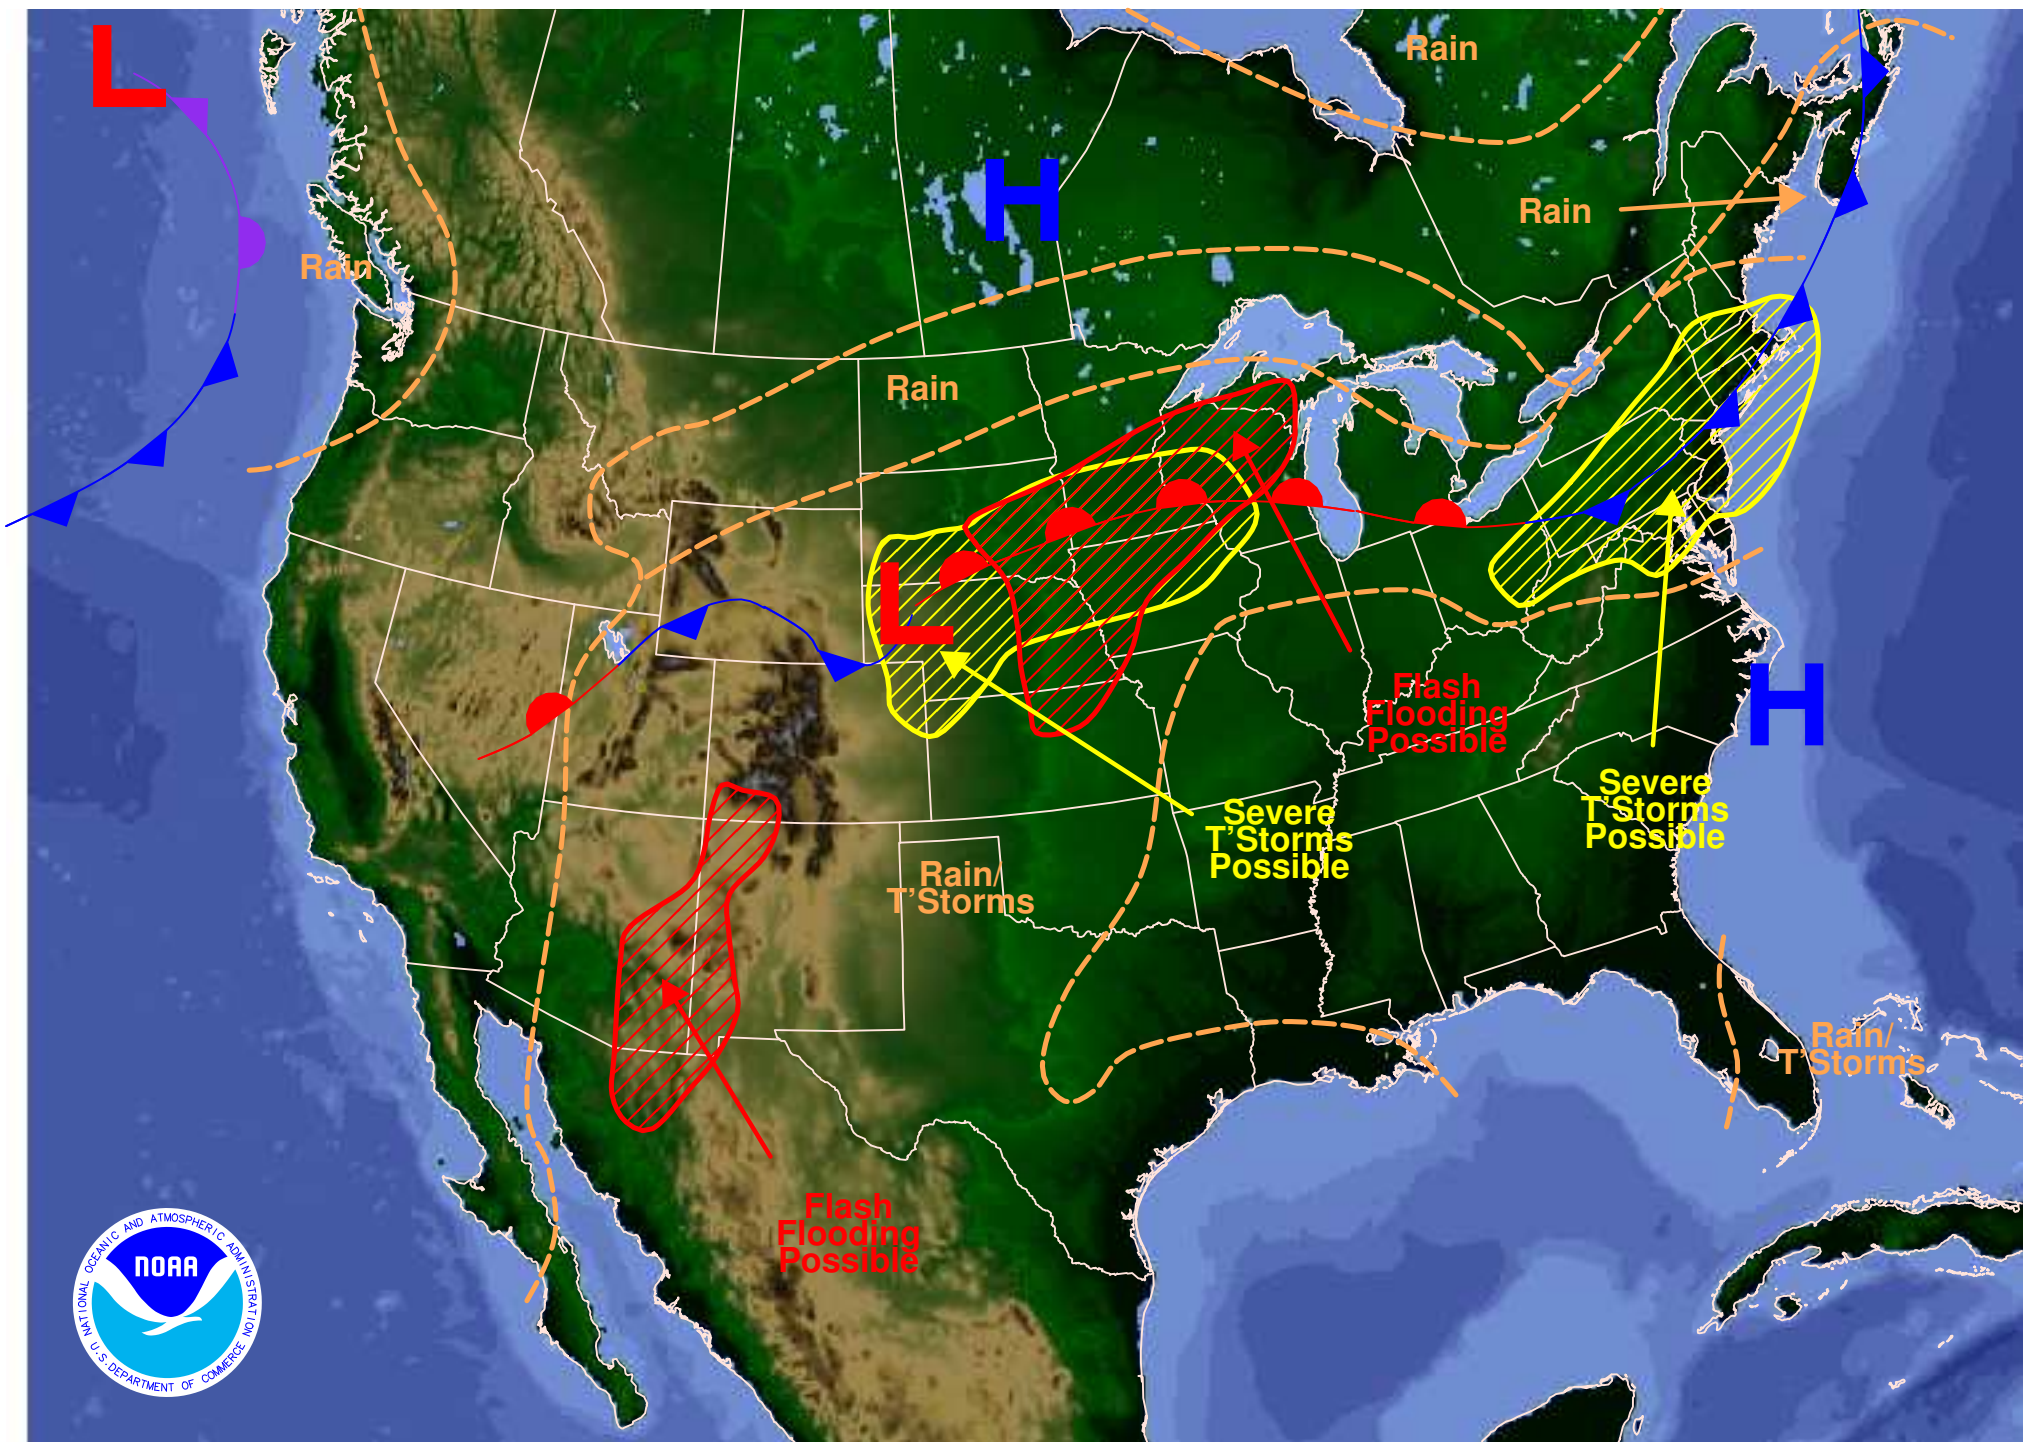 L
Rain
H
Rain
Rain
Rain
L
Flash
Flooding
Possible
H
Severe
T'Storms
Possible
Severe
T'Storms
Possible
Rain/
T'Storms
Rain/
T'Storms
Flash
Flooding
Possible
NATIONAL OCEANIC AND ATMOSPHERIC ADMINISTRATION
NOAA
U.S. DEPARTMENT OF COMMERCE